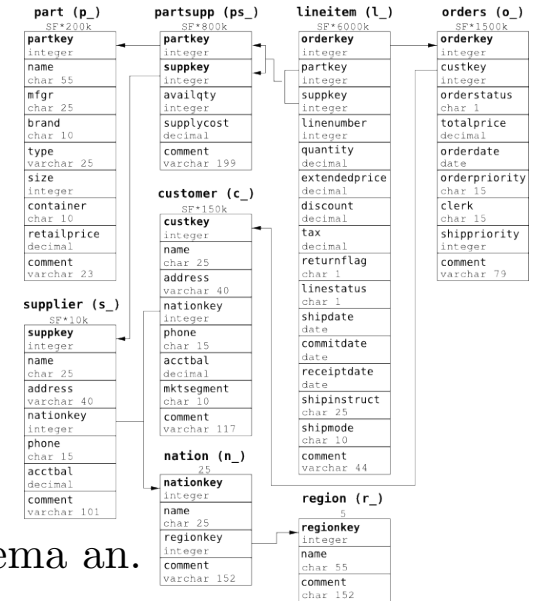 part (p_)
SF*200k
partkey
integer
name
char 55
mfgr
char 25
brand
char 10
type
varchar 25
size
integer
container
char 10
retailprice
decimal
comment
varchar 23
supplier (s_)
SF*10k
suppkey
integer
name
char 25
address
varchar 40
nationkey
integer
phone
char 15
acctbal
decimal
comment
varchar 101
partsupp (ps_)
SF*800k
partkey
integer
suppkey
integer
availqty
integer
supplycost
decimal
comment
varchar 199
customer (c_)
SF*150k
custkey
integer
name
char 25
address
varchar 40
nationkey
integer
phone
char 15
acctbal
decimal
mktsegment
char 10
comment
varchar 117
nation (n_)
25
nationkey
integer
name
char 25
regionkey
integer
comment
varchar 152
lineitem (l_)
SF*6000k
orderkey
integer
partkey
integer
suppkey
integer
linenumber
integer
quantity
decimal
extendedprice
decimal
discount
decimal
tax
decimal
returnflag
char 1
linestatus
char 1
shipdate
date
commitdate
date
receiptdate
date
shipinstruct
char 25
shipmode
char 10
comment
varchar 44
region (r_)
5
regionkey
integer
name
char 55
comment
char 152
orders (o_)
SF*1500k
orderkey
integer
custkey
integer
orderstatus
char 1
totalprice
decimal
orderdate
date
orderpriority
char 15
clerk
char 15
shippriority
integer
comment
varchar 79
ema an.